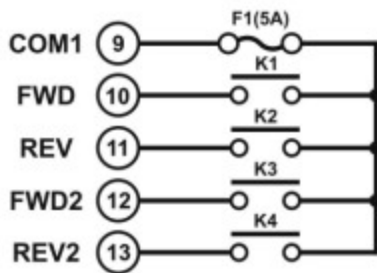 F1(5A)
COM1 9
K1
FWD 10
K2
REV 11
K3
FWD2 12
K4
REV2 13